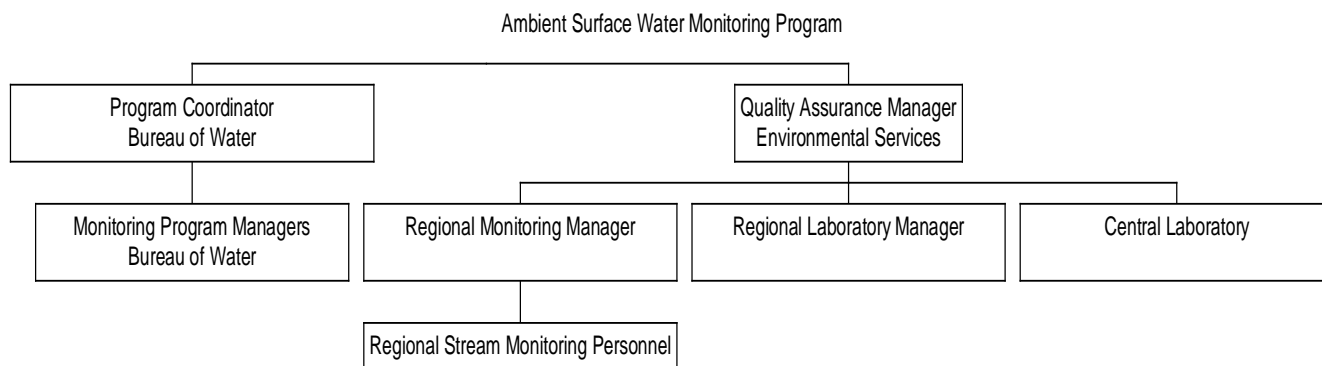 Ambient Surface Water Monitoring Program
Program Coordinator
Bureau of Water
Quality Assurance Manager
Environmental Services
Monitoring Program Managers
Bureau of Water
Regional Monitoring Manager
Regional Laboratory Manager
Central Laboratory
Regional Stream Monitoring Personnel